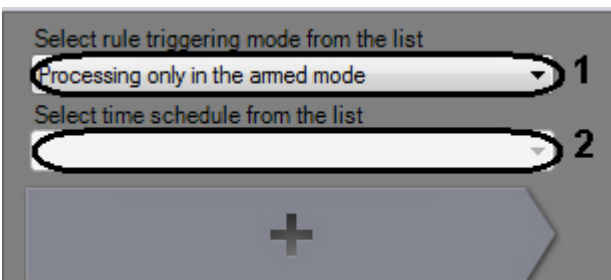 Select rule triggering mode from the list
Processing only in the armed mode 1
Select time schedule from the list
2